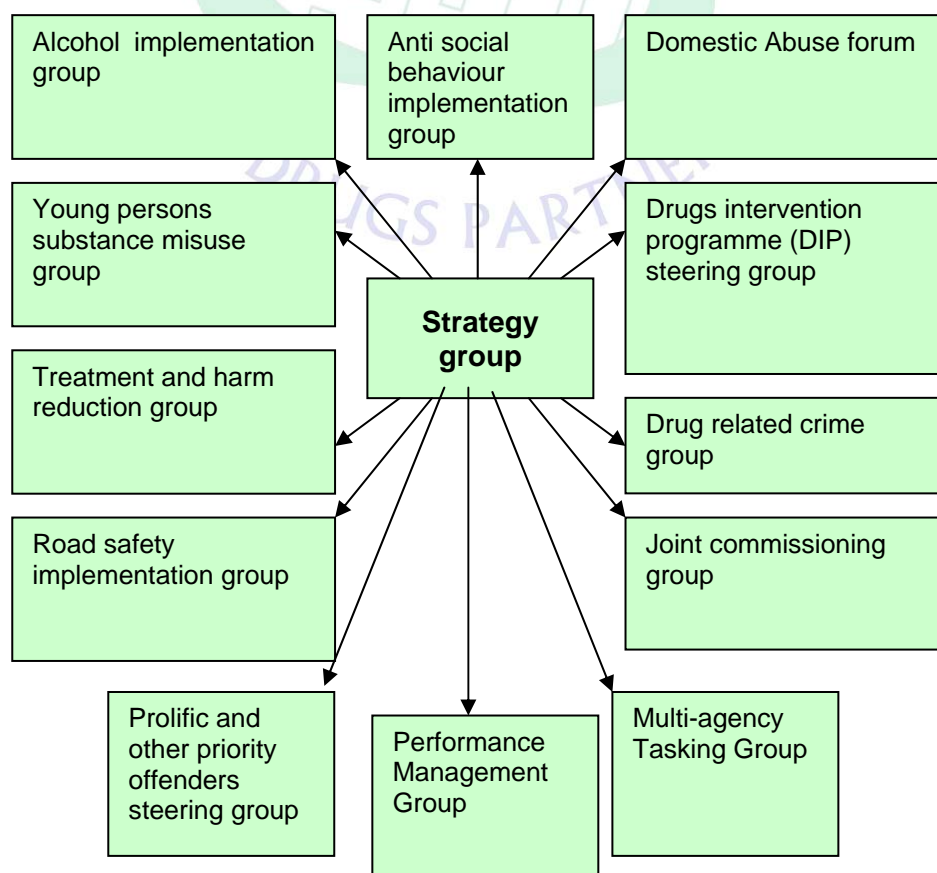 Alcohol implementation
group
Anti social
behaviour
implementation
group
Domestic Abuse forum
Young persons
substance misuse
group
Drugs intervention
programme (DIP)
steering group
Strategy
group
Treatment and harm
reduction group
Drug related crime
group
Road safety
implementation group
Joint commissioning
group
Prolific and
other priority
offenders
steering group
Performance
Management
Group
Multi-agency
Tasking Group